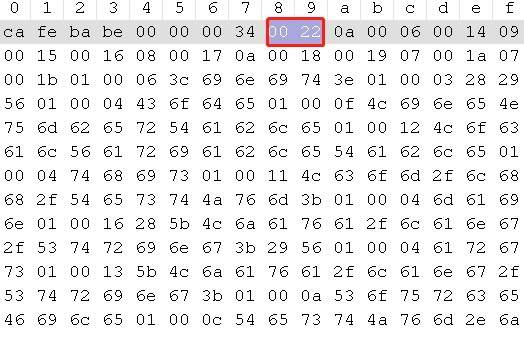 0 1 2 3 4 5 6 7 8 9 a b c d e f
ca fe ba be 00 00 00 34 00 22 0a 00 06 00 14 09
00 15 00 16 08 00 17 0a 00 18 00 19 07 00 1a 07
00 1b 01 00 06 3c 69 6e 69 74 3e 01 00 03 28 29
56 01 00 04 43 6f 64 65 01 00 0f 4c 69 6e 65 4e
75 6d 62 65 72 54 61 62 6c 65 01 00 12 4c 6f 63
61 6c 56 61 72 69 61 62 6c 65 54 61 62 6c 65 01
00 04 74 68 69 73 01 00 11 4c 63 6f 6d 2f 6c 68
68 2f 54 65 73 74 4a 76 6d 3b 01 00 04 6d 61 69
6e 01 00 16 28 5b 4c 6a 61 76 61 2f 6c 61 6e 67
2f 53 74 72 69 6e 67 3b 29 56 01 00 04 61 72 67
73 01 00 13 5b 4c 6a 61 76 61 2f 6c 61 6e 67 2f
53 74 72 69 6e 67 3b 01 00 0a 53 6f 75 72 63 65
46 69 6c 65 01 00 0c 54 65 73 74 4a 76 6d 2e 6a